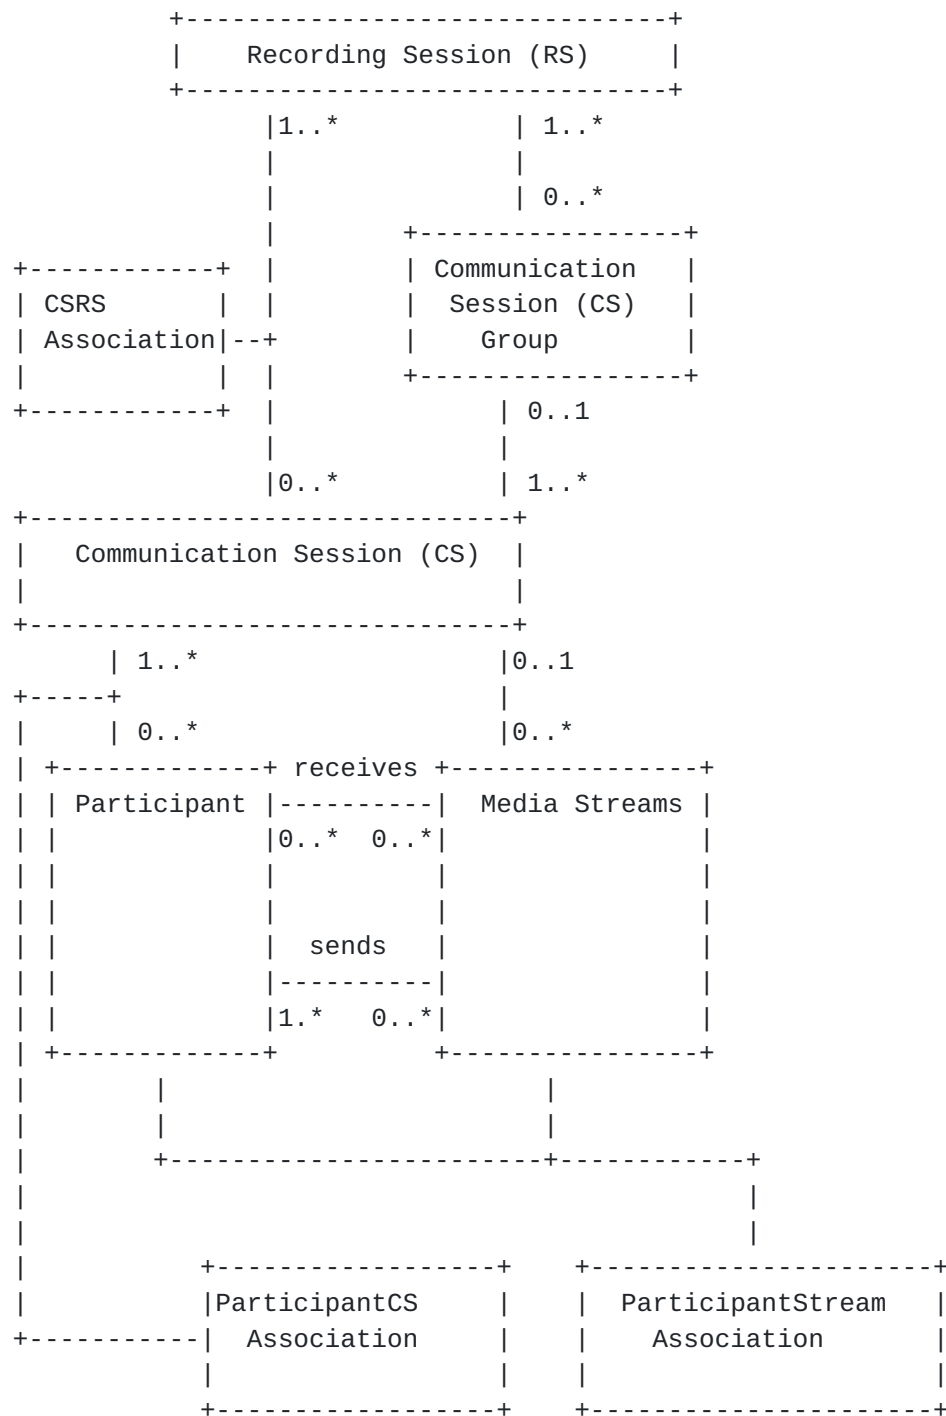 Recording Session (RS)
1..* 1..*
0..*
Communication
CSRS Session (CS)
Association Group
0..1
0..* 1..*
Communication Session (CS)
1..* 0..1
0..* 0..*
receives
Participant Media Streams
0..* 0..*
sends
1.* 0..*
ParticipantCS ParticipantStream
Association Association